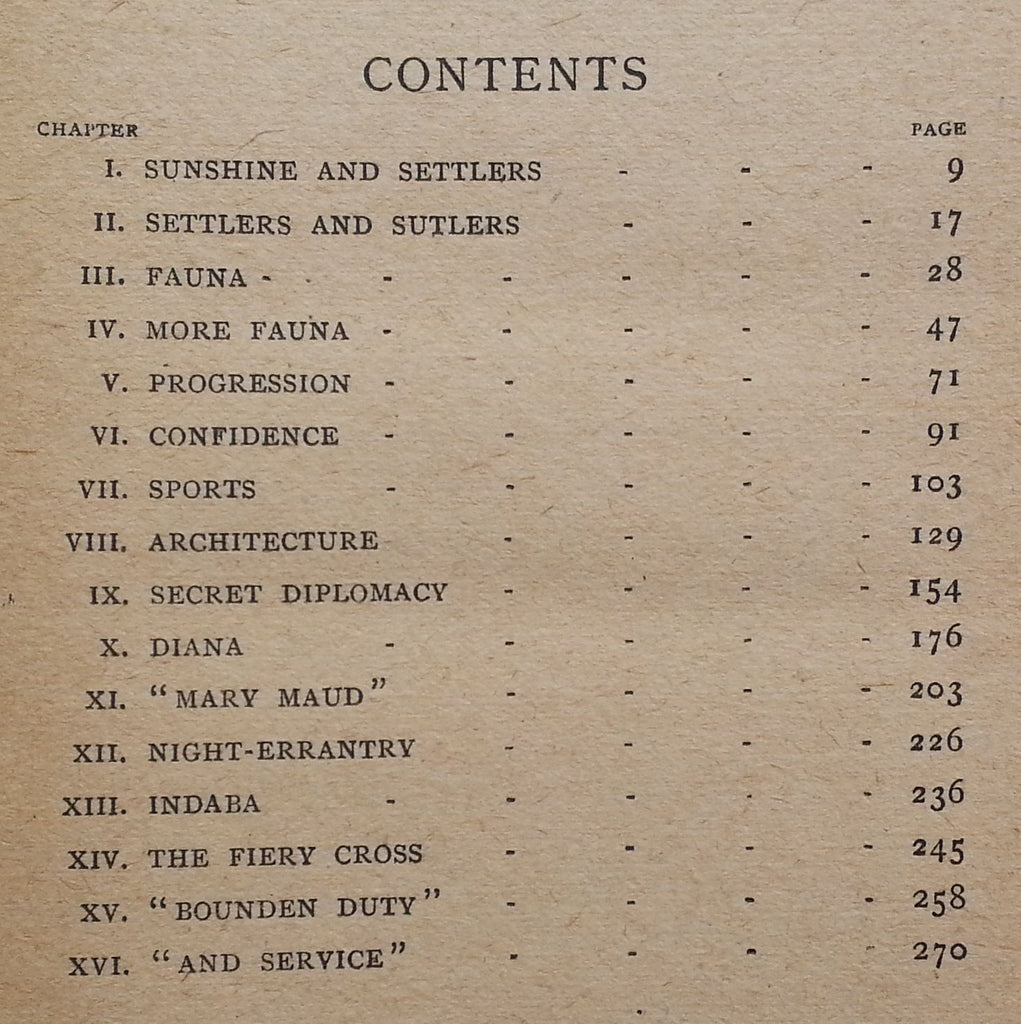 CONTENTS
CHAPTER PAGE
I. SUNSHINE AND SETTLERS - - - 9
II. SETTLERS AND SUTLERS - - - 17
III. FAUNA - - - - - - 28
IV. MORE FAUNA - - - - - 47
V. PROGRESSION - - - - - 71
VI. CONFIDENCE - - - - - 91
VII. SPORTS - - - - - 103
VIII. ARCHITECTURE - - - - 129
IX. SECRET DIPLOMACY - - - - 154
X. DIANA - - - - - 176
XI. “MARY MAUD” - - - - 203
XII. NIGHT-ERRANTRY - - - - 226
XIII. INDABA - - - - - 236
XIV. THE FIERY CROSS - - - - 245
XV. “BOUNDEN DUTY” - - - - 258
XVI. “AND SERVICE” - - - - 270